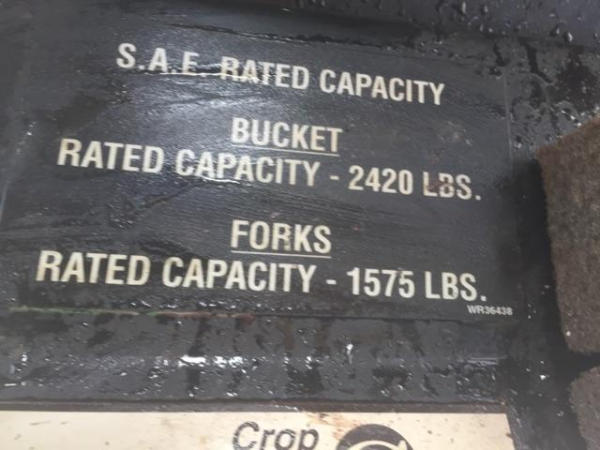 S.A.E. RATED CAPACITY
BUCKET
RATED CAPACITY - 2420 LBS.
FORKS
RATED CAPACITY - 1575 LBS.
WR36438
Crop